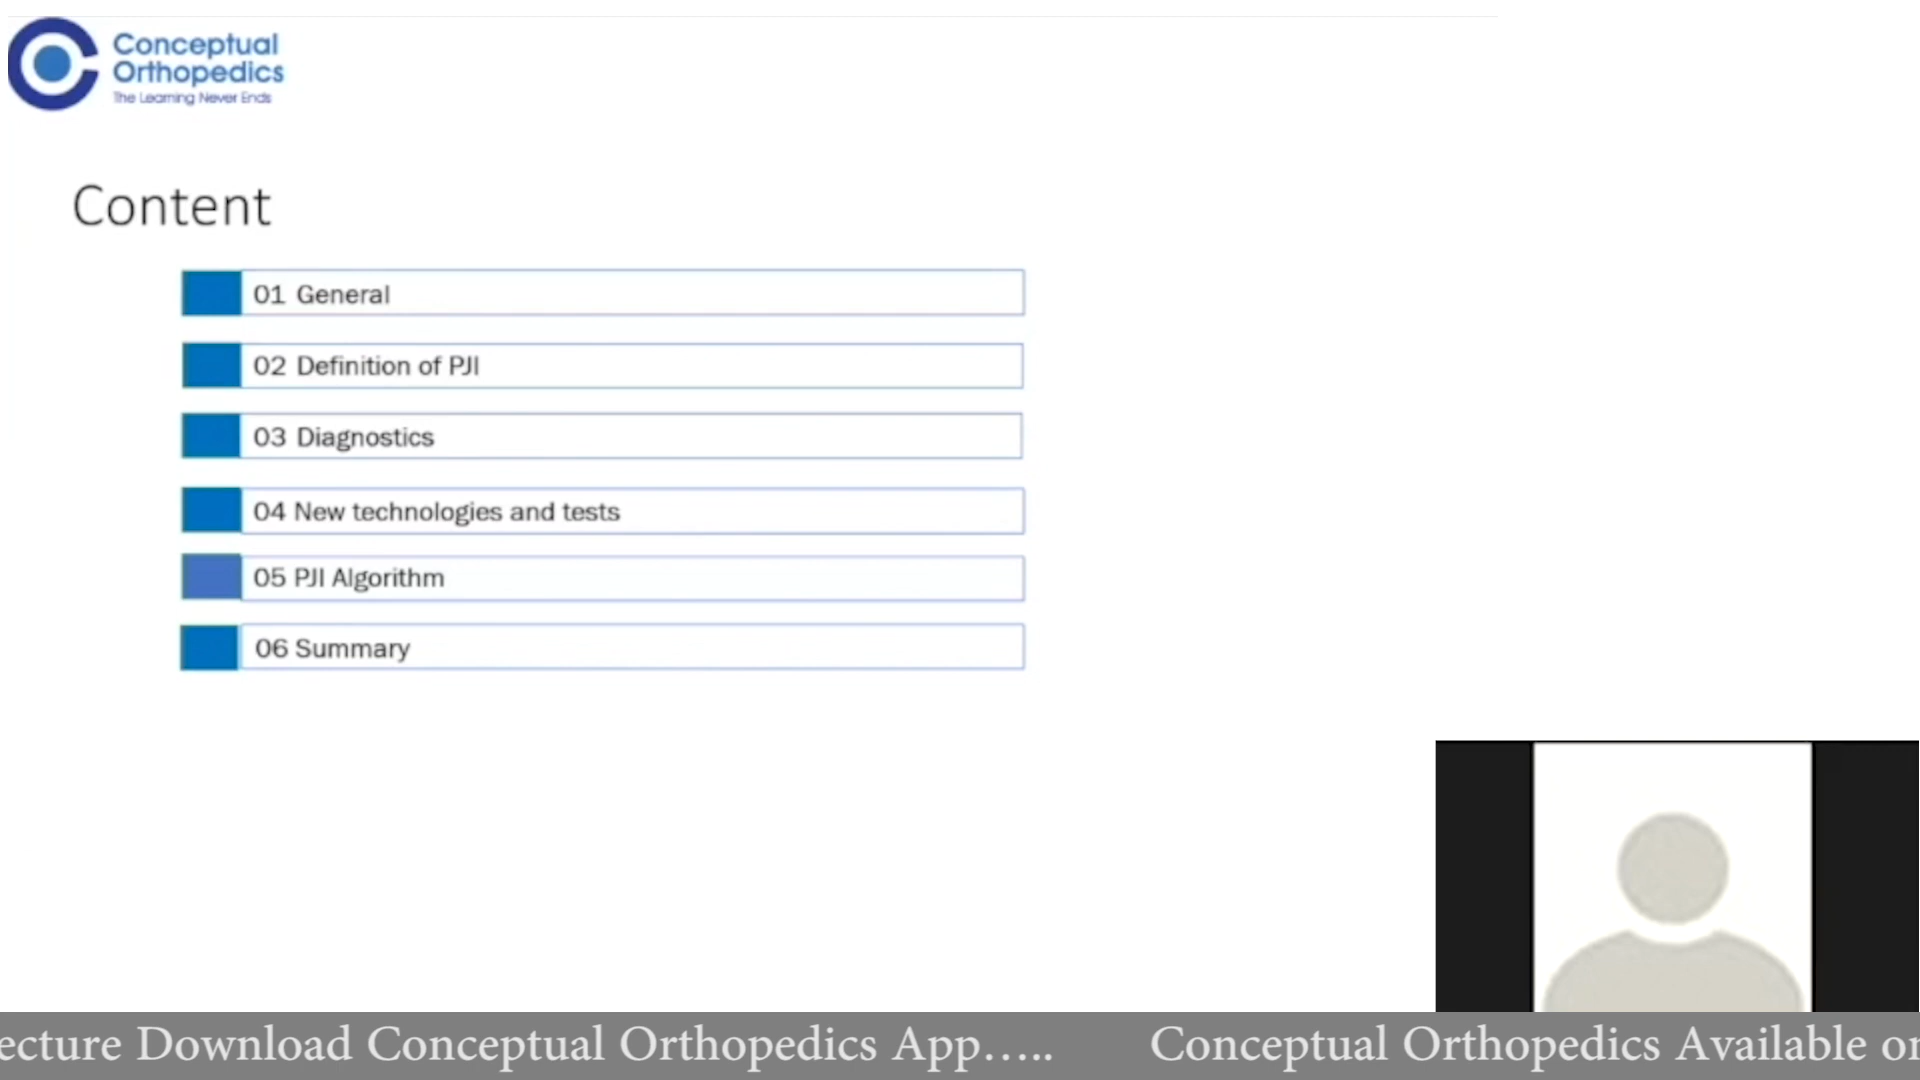 Conceptual
Orthopedics
The Learning Never Ends
Content
01 General
02 Definition of PJI
03 Diagnostics
04 New technologies and tests
05 PJI Algorithm
06 Summary
ecture Download Conceptual Orthopedics App..... Conceptual Orthopedics Available on